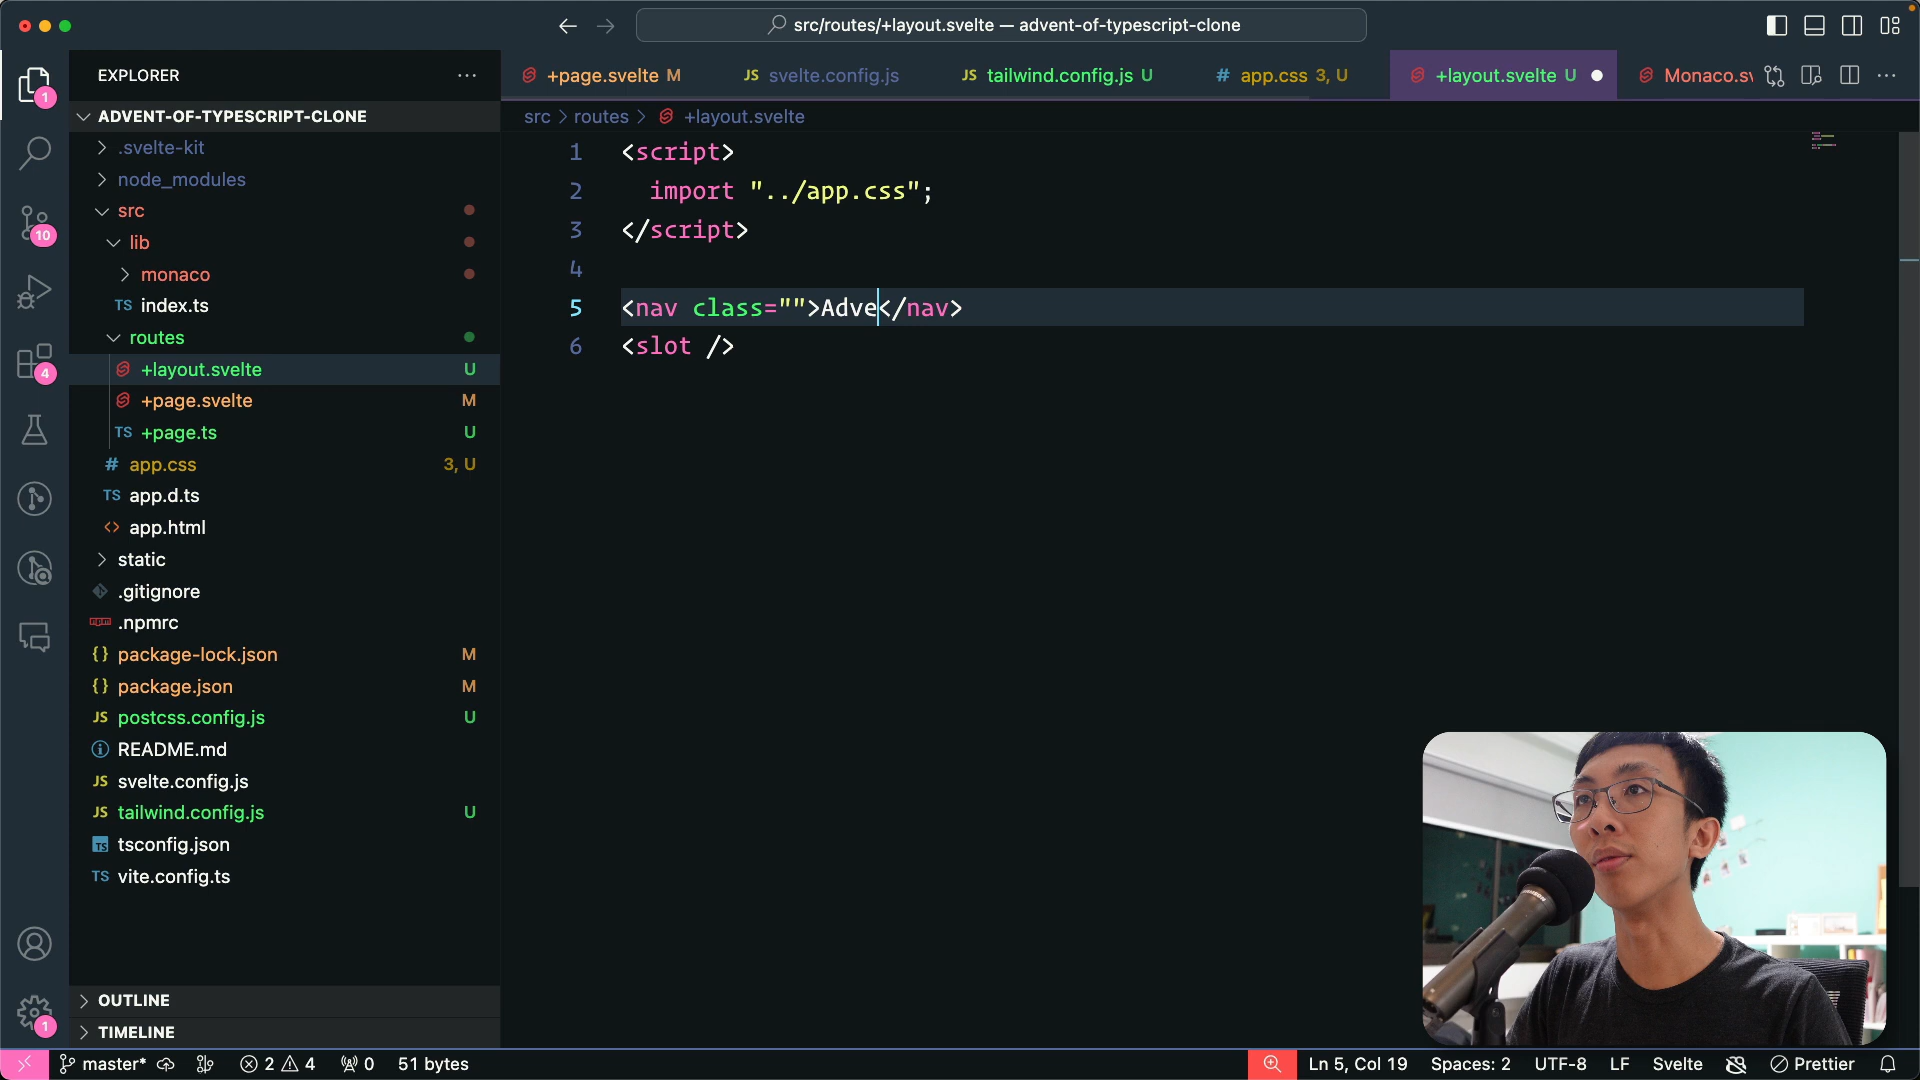 src/routes/+layout.svelte — advent-of-typescript-clone
EXPLORER
ADVENT-OF-TYPESCRIPT-CLONE
.svelte-kit
node_modules
src
lib
monaco
TS index.ts
routes
+layout.svelte U
+page.svelte M
TS +page.ts U
# app.css 3, U
TS app.d.ts
<> app.html
static
.gitignore
.npmrc
{} package-lock.json M
{} package.json M
JS postcss.config.js U
README.md
JS svelte.config.js
JS tailwind.config.js U
TS tsconfig.json
TS vite.config.ts
OUTLINE
TIMELINE
1
10
4
1
+page.svelte M
JS svelte.config.js
JS tailwind.config.js U
# app.css 3, U
+layout.svelte U
Monaco.sv
src > routes > +layout.svelte
1 <script>
2 import "../app.css";
3 </script>
4
5 <nav class="">Adve</nav>
6 <slot />
master* 2 4 0 51 bytes
Ln 5, Col 19 Spaces: 2 UTF-8 LF Svelte Prettier